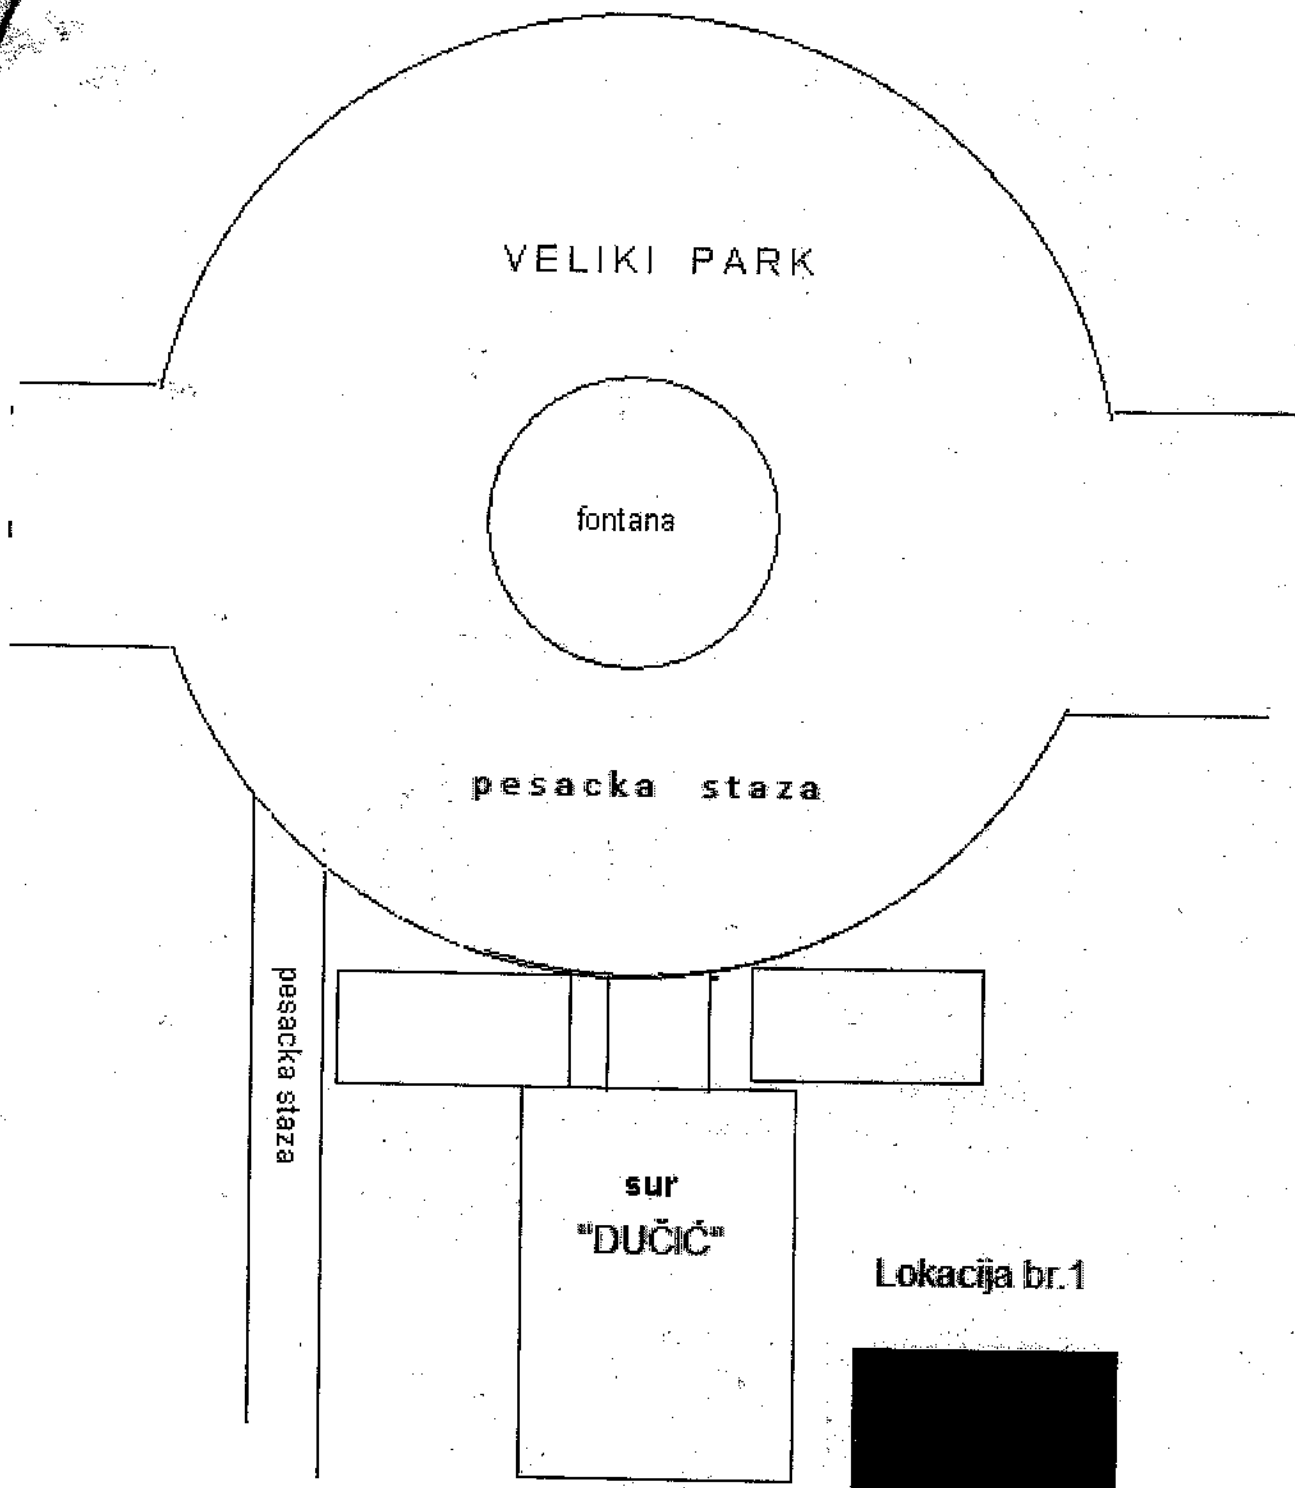 VELIKI PARK
fontana
pesacka staza
pesacka staza
sur
"DUČIĆ"
Lokacija br.1